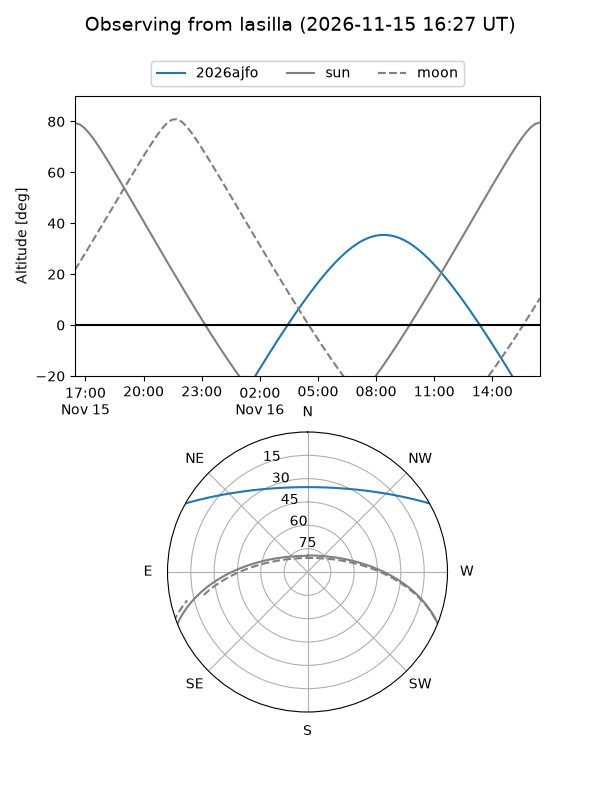 Observing from lasilla (2026-11-15 16:27 UT)
2026ajfo sun moon
Altitude [deg]
80
60
40
20
0
−20
17:00 20:00 23:00 02:00 05:00 08:00 11:00 14:00
Nov 15 Nov 16
N
NE NW
15
30
45
60
75
E W
SE SW
S